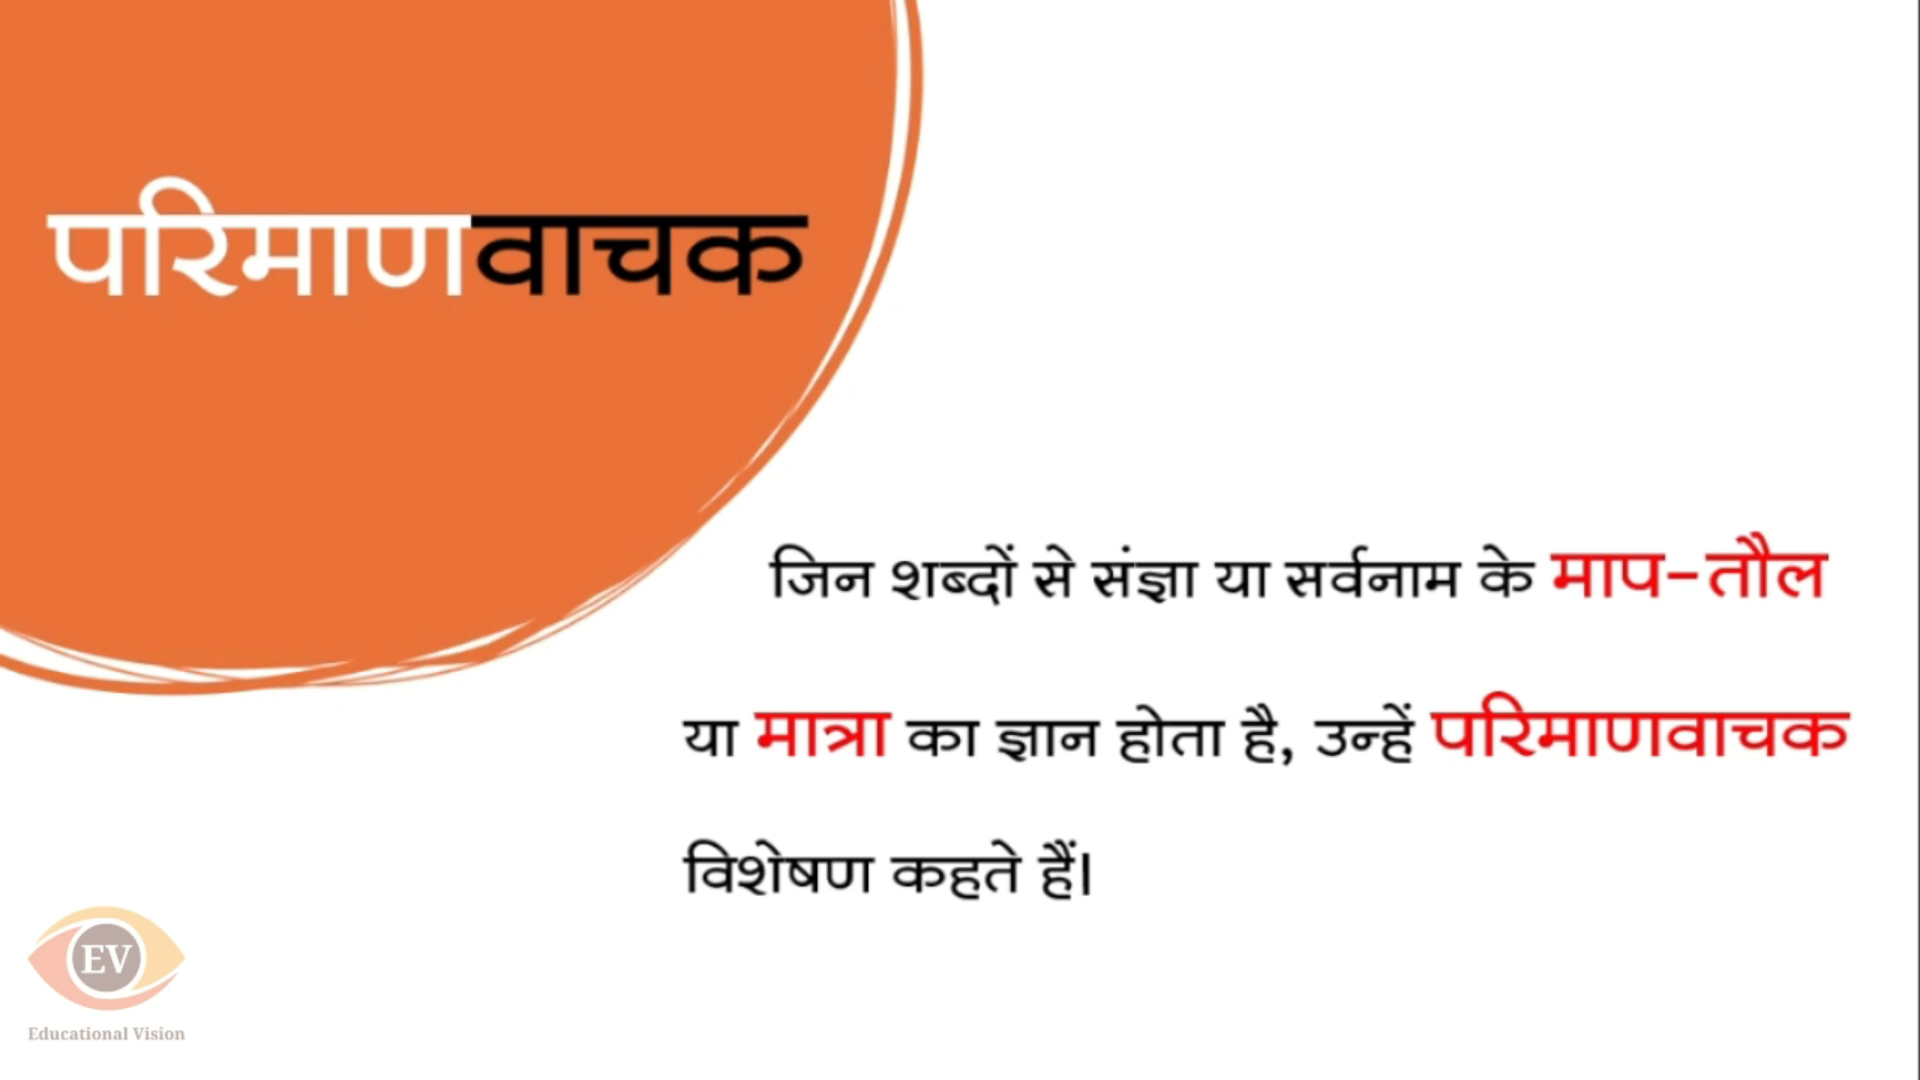 परिमाणवाचक
जिन शब्दों से संज्ञा या सर्वनाम के माप-तौल
या मात्रा का ज्ञान होता है, उन्हें परिमाणवाचक
विशेषण कहते हैं।
EV
Educational Vision